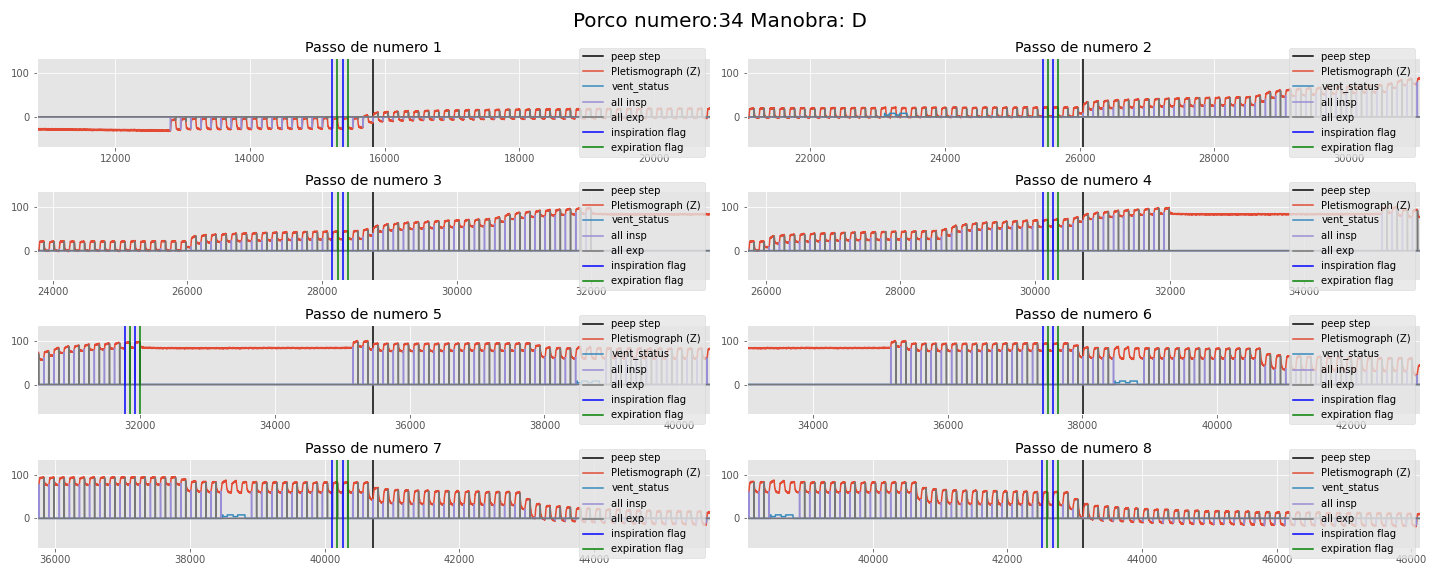 Porco numero:34 Manobra: D
Passo de numero 1
100
0
12000 14000 16000 18000 20000
peep step
Pletismograph (Z)
vent_status
all insp
all exp
inspiration flag
expiration flag
Passo de numero 2
100
0
22000 24000 26000 28000 30000
peep step
Pletismograph (Z)
vent_status
all insp
all exp
inspiration flag
expiration flag
Passo de numero 3
100
0
24000 26000 28000 30000 32000
peep step
Pletismograph (Z)
vent_status
all insp
all exp
inspiration flag
expiration flag
Passo de numero 4
100
0
26000 28000 30000 32000 34000
peep step
Pletismograph (Z)
vent_status
all insp
all exp
inspiration flag
expiration flag
Passo de numero 5
100
0
32000 34000 36000 38000 40000
peep step
Pletismograph (Z)
vent_status
all insp
all exp
inspiration flag
expiration flag
Passo de numero 6
100
0
34000 36000 38000 40000 42000
peep step
Pletismograph (Z)
vent_status
all insp
all exp
inspiration flag
expiration flag
Passo de numero 7
100
0
36000 38000 40000 42000 44000
peep step
Pletismograph (Z)
vent_status
all insp
all exp
inspiration flag
expiration flag
Passo de numero 8
100
0
40000 42000 44000 46000 48000
peep step
Pletismograph (Z)
vent_status
all insp
all exp
inspiration flag
expiration flag